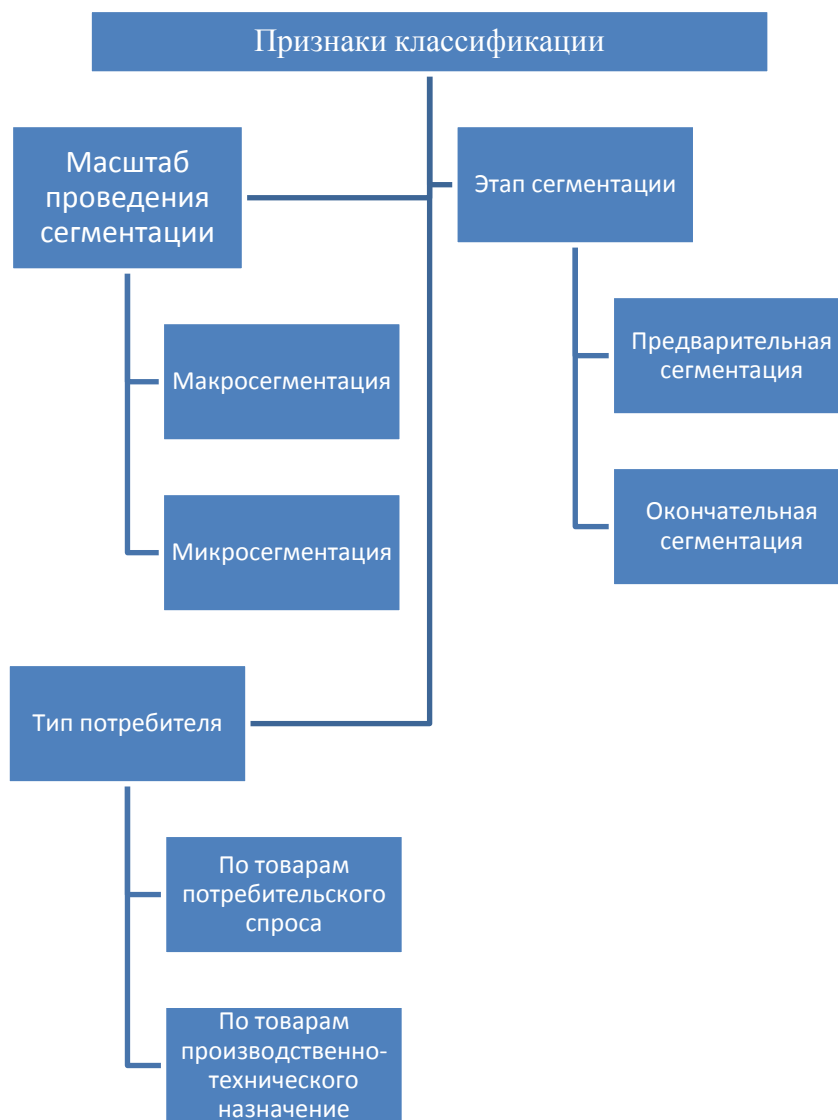 Признаки классификации
Масштаб
проведения
сегментации
Этап сегментации
Макросегментация
Микросегментация
Предварительная
сегментация
Окончательная
сегментация
Тип потребителя
По товарам
потребительского
спроса
По товарам
производственно-
технического
назначение